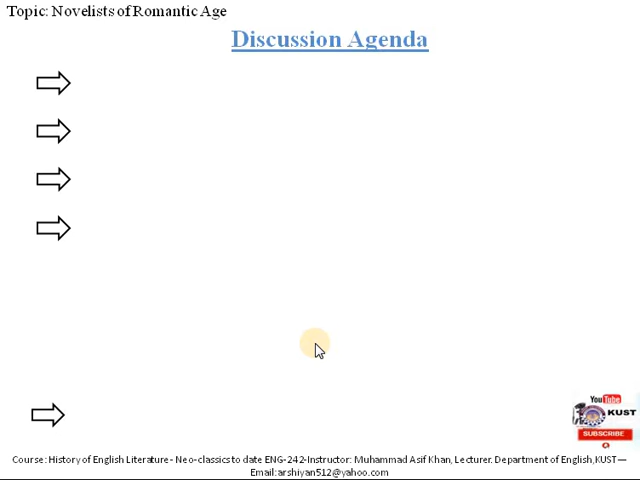 Topic: Novelists of Romantic Age
Discussion Agenda
YouTube
KUST
SUBSCRIBE
Course: History of English Literature - Neo-classics to date ENG-242-Instructor: Muhammad Asif Khan, Lecturer. Department of English,KUST—
Email:arshiyan512@yahoo.com